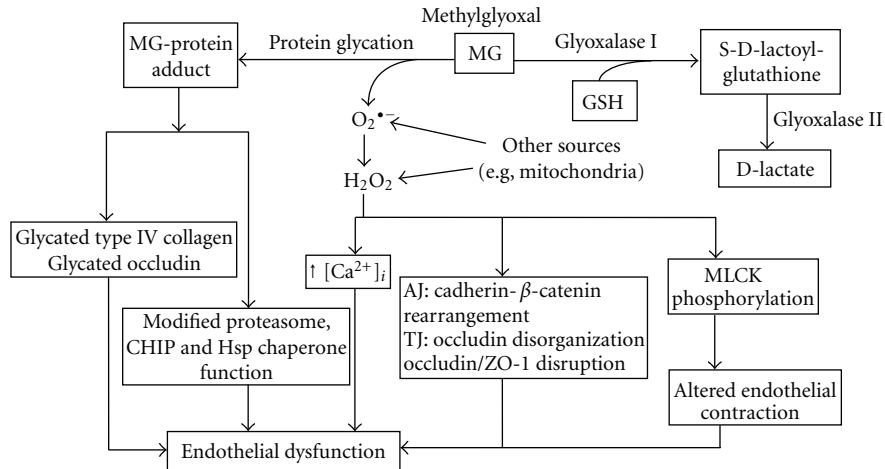 Methylglyoxal
MG-protein
adduct
Protein glycation
MG
Glyoxalase I
S-D-lactoyl-
glutathione
GSH
O₂•−
Glyoxalase II
Other sources
(e.g, mitochondria)
D-lactate
H₂O₂
Glycated type IV collagen
Glycated occludin
↑ [Ca²⁺]ᵢ
AJ: cadherin-β-catenin
rearrangement
TJ: occludin disorganization
occludin/ZO-1 disruption
MLCK
phosphorylation
Modified proteasome,
CHIP and Hsp chaperone
function
Altered endothelial
contraction
Endothelial dysfunction